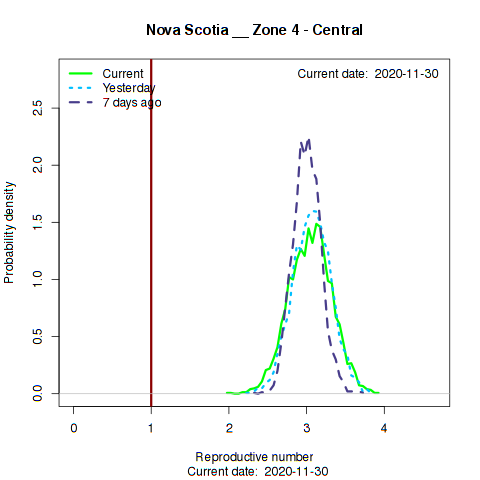 Nova Scotia __ Zone 4 - Central
Current
Yesterday
7 days ago
Current date:  2020-11-30
Probability density
2.5
2.0
1.5
1.0
0.5
0.0
0
1
2
3
4
Reproductive number
Current date:  2020-11-30